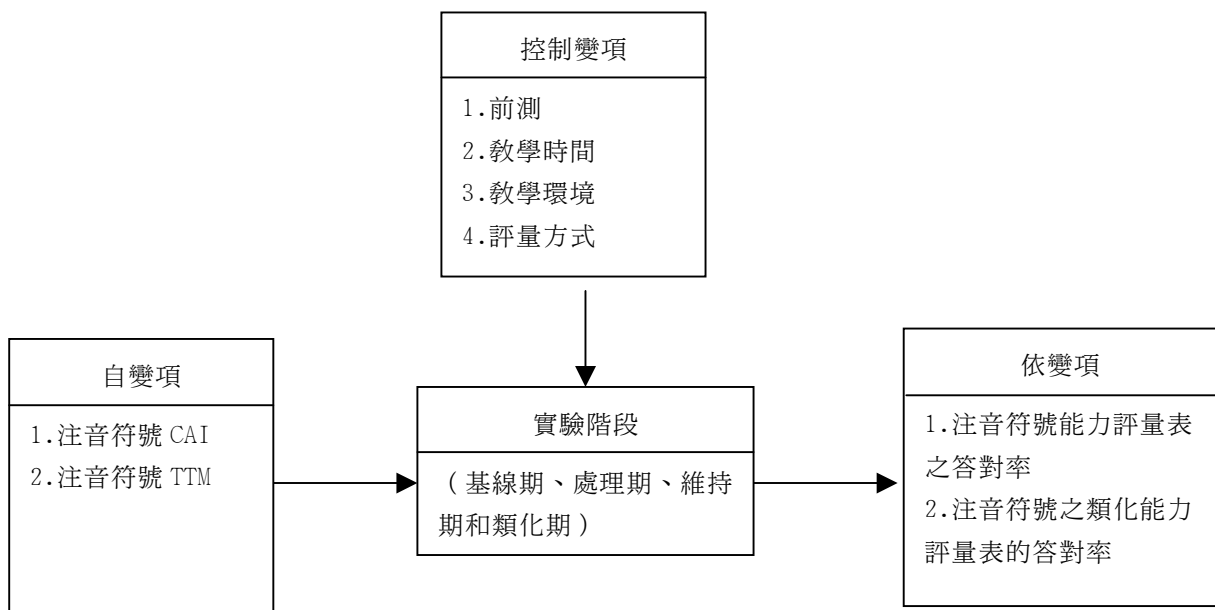 控制變項
1.前測
2.教學時間
3.教學環境
4.評量方式
自變項
1.注音符號 CAI
2.注音符號 TTM
實驗階段
（基線期、處理期、維持
期和類化期）
依變項
1.注音符號能力評量表
之答對率
2.注音符號之類化能力
評量表的答對率